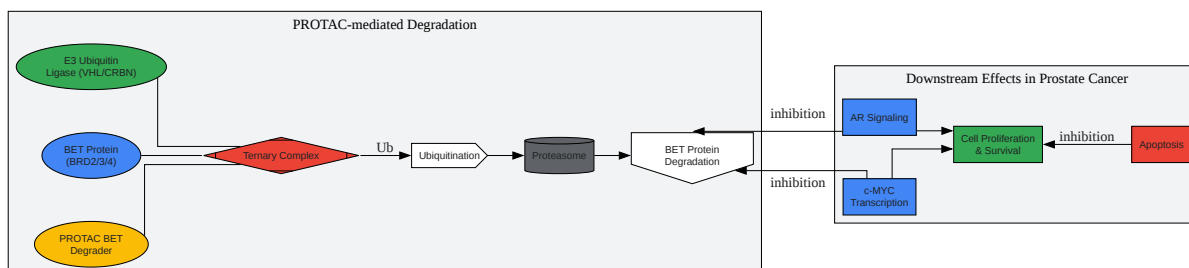 PROTAC-mediated Degradation
E3 Ubiquitin
Ligase (VHL/CRBN)
BET Protein
(BRD2/3/4)
PROTAC BET
Degrader
Ternary Complex
Ub
Ubiquitination
Proteasome
BET Protein
Degradation
inhibition
inhibition
Downstream Effects in Prostate Cancer
AR Signaling
c-MYC
Transcription
Cell Proliferation
& Survival
inhibition
Apoptosis